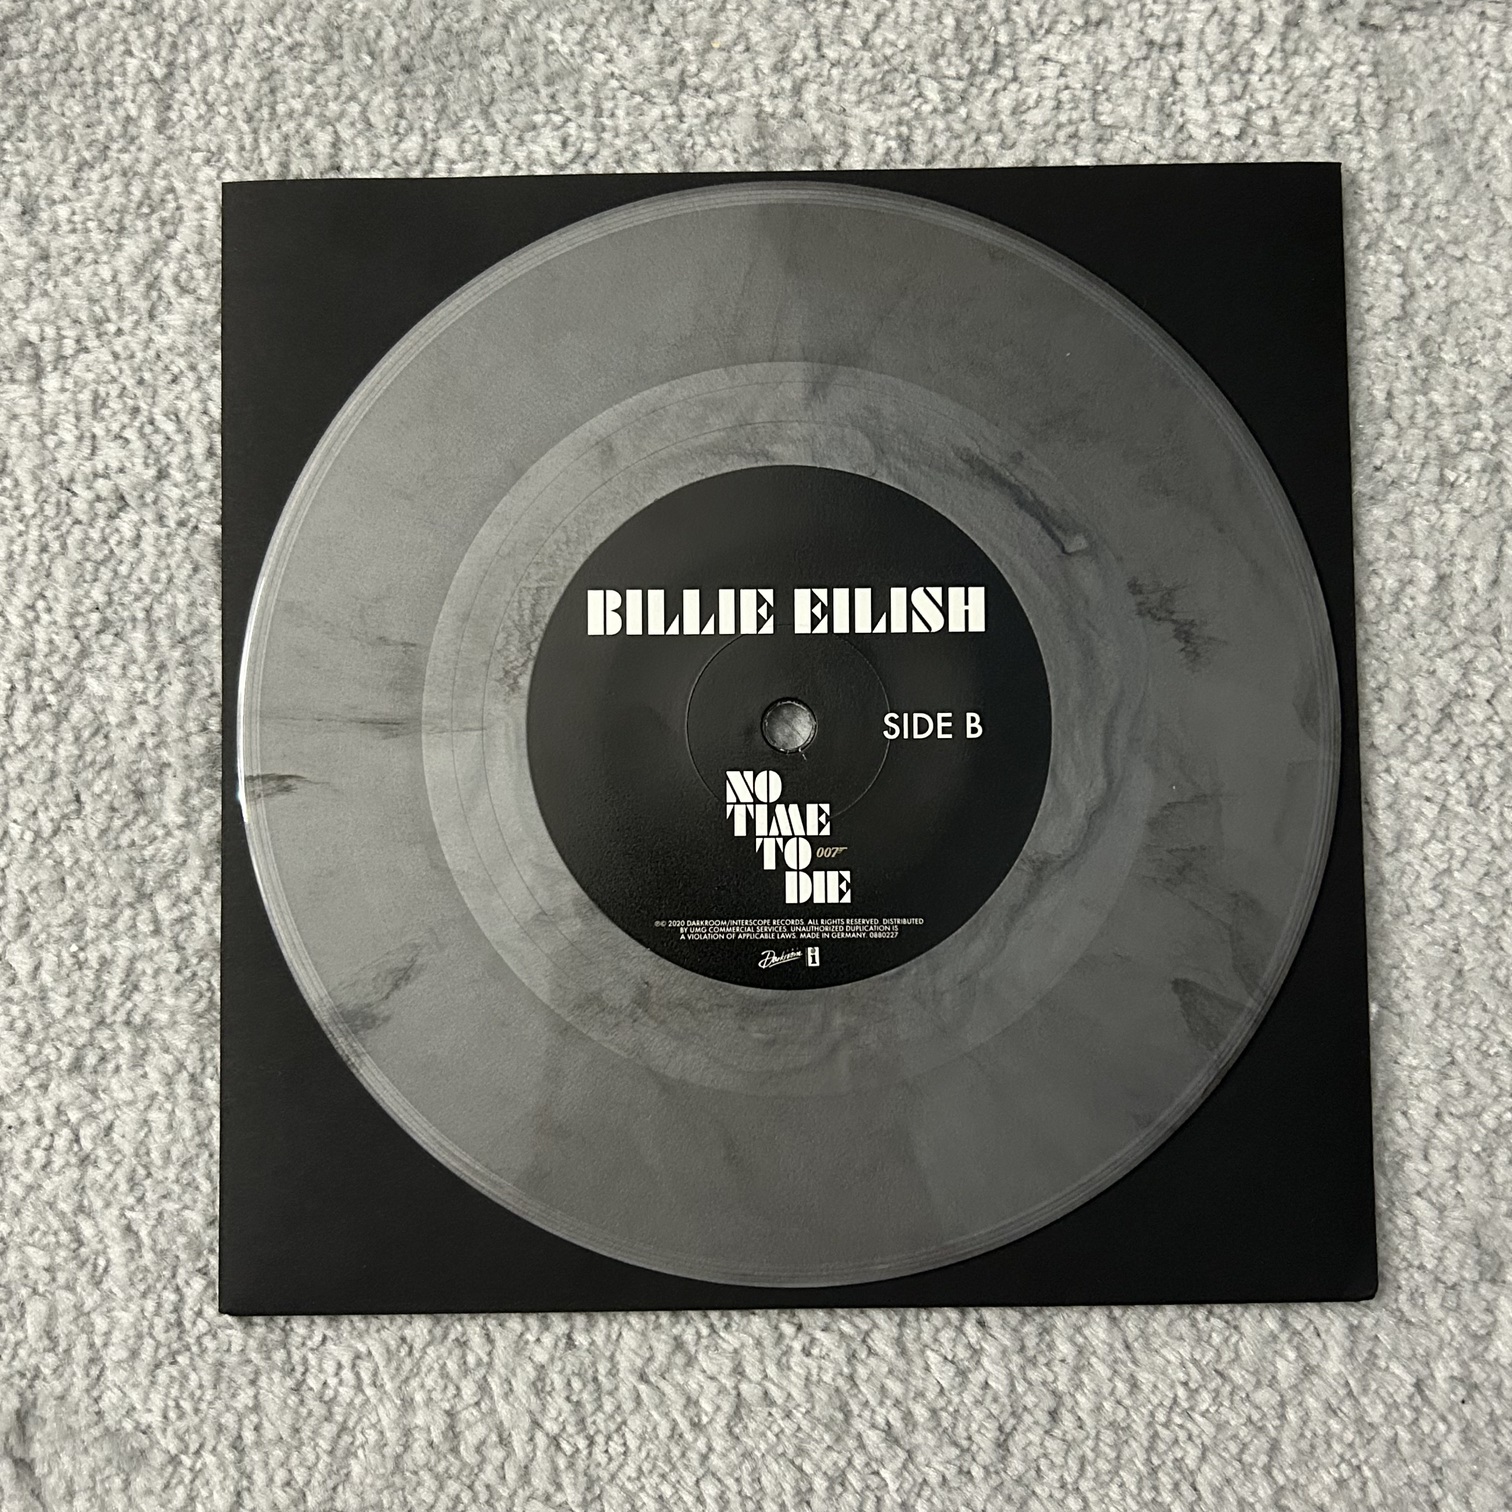 BILLIE EILISH
SIDE B
NO
TIME
TO 007
DIE
℗© 2020 DARKROOM/INTERSCOPE RECORDS. ALL RIGHTS RESERVED. DISTRIBUTED
BY UMG COMMERCIAL SERVICES. UNAUTHORIZED DUPLICATION IS
A VIOLATION OF APPLICABLE LAWS. MADE IN GERMANY. 0880227
Darkroom i